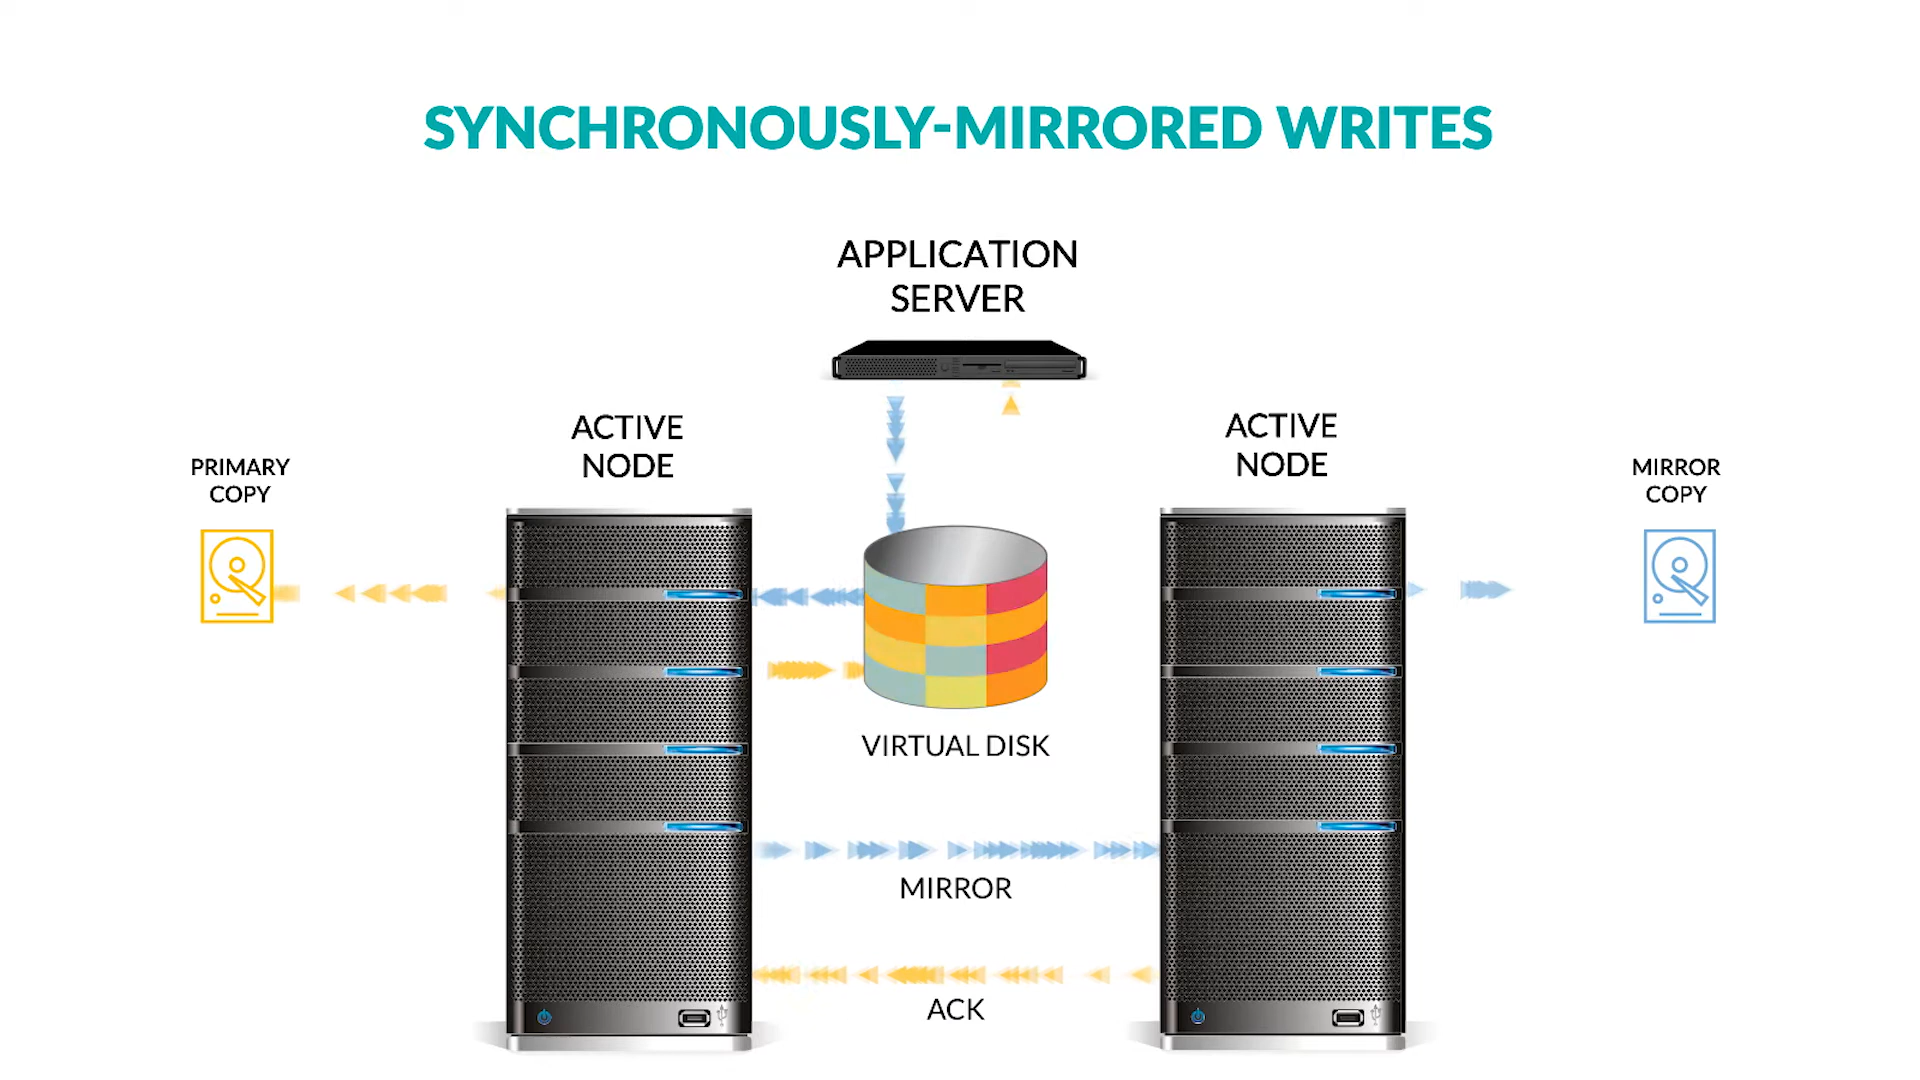 SYNCHRONOUSLY-MIRRORED WRITES
APPLICATION
SERVER
ACTIVE
NODE
ACTIVE
NODE
PRIMARY
COPY
MIRROR
COPY
VIRTUAL DISK
MIRROR
ACK